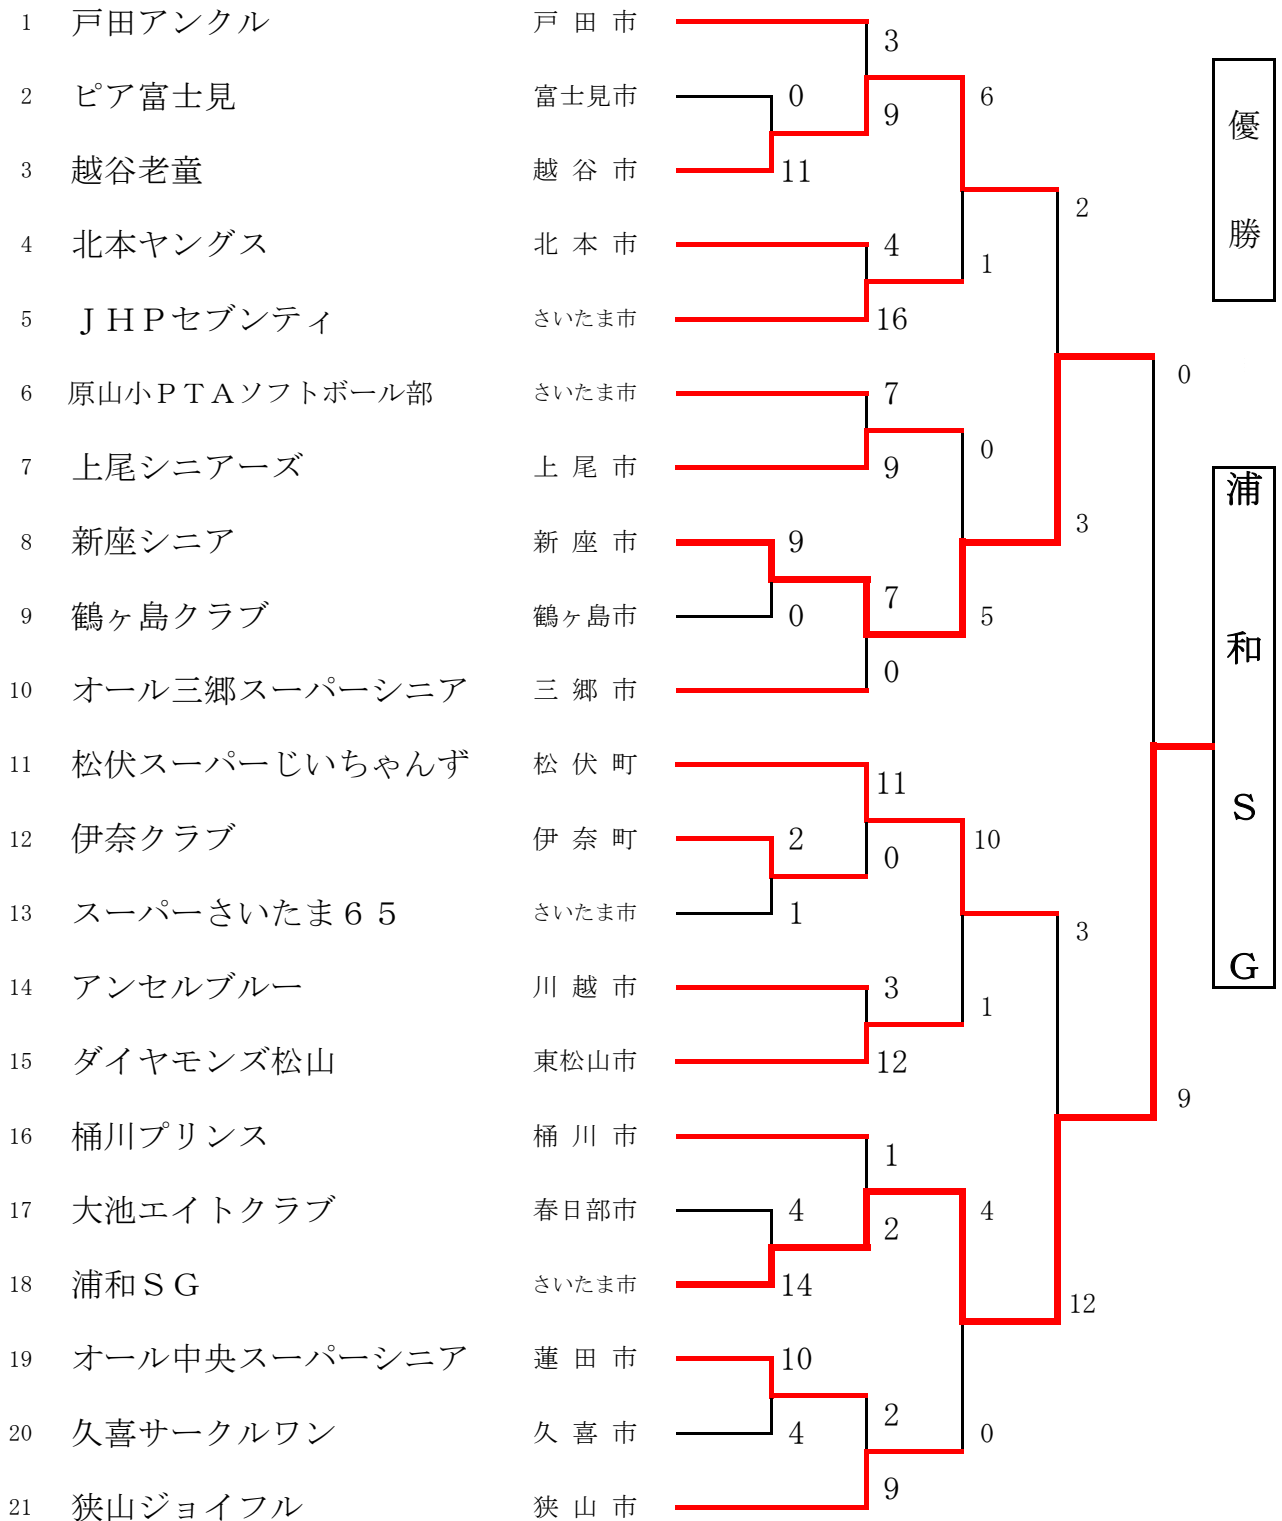 1 戸田アンクル 戸田市
2 ピア富士見 富士見市
3 越谷老童 越谷市
4 北本ヤングス 北本市
5 ＪＨＰセブンティ さいたま市
6 原山小ＰＴＡソフトボール部 さいたま市
7 上尾シニアーズ 上尾市
8 新座シニア 新座市
9 鶴ヶ島クラブ 鶴ヶ島市
10 オール三郷スーパーシニア 三郷市
11 松伏スーパーじいちゃんず 松伏町
12 伊奈クラブ 伊奈町
13 スーパーさいたま６５ さいたま市
14 アンセルブルー 川越市
15 ダイヤモンズ松山 東松山市
16 桶川プリンス 桶川市
17 大池エイトクラブ 春日部市
18 浦和ＳＧ さいたま市
19 オール中央スーパーシニア 蓮田市
20 久喜サークルワン 久喜市
21 狭山ジョイフル 狭山市
0
11
9
0
2
1
4
14
10
4
3
9
4
16
7
9
7
0
11
0
3
12
1
2
2
9
6
1
0
5
10
1
4
0
2
3
3
12
0
9
優勝
浦和ＳＧ